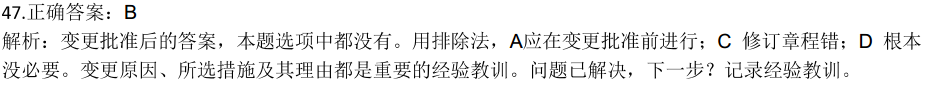 47.正确答案：B
解析：变更批准后的答案，本题选项中都没有。用排除法，A应在变更批准前进行；C 修订章程错；D 根本
没必要。变更原因、所选措施及其理由都是重要的经验教训。问题已解决，下一步？记录经验教训。